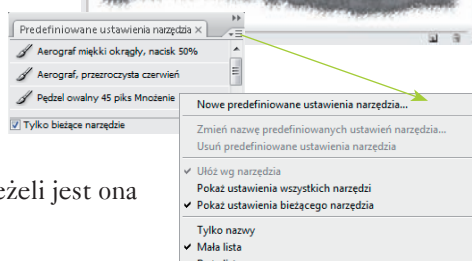 Predefiniowane ustawienia narzędzia ×
Aerograf miękki okrągły, nacisk 50%
Aerograf, przezroczysta czerwień
Pędzel owalny 45 piks Mnożenie
Tylko bieżące narzędzie
Nowe predefiniowane ustawienia narzędzia...
Zmień nazwę predefiniowanych ustawień narzędzia...
Usuń predefiniowane ustawienia narzędzia
Ułóż wg narzędzia
Pokaż ustawienia wszystkich narzędzi
Pokaż ustawienia bieżącego narzędzia
Tylko nazwy
Mała lista
eżeli jest ona